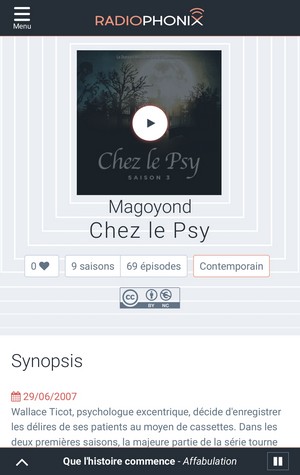 RADIOPHONIX
Menu
Chez le Psy
SAISON 3
Magoyond
Chez le Psy
0
9 saisons
69 épisodes
Contemporain
cc
BY NC
Synopsis
29/06/2007
Wallace Ticot, psychologue excentrique, décide d'enregistrer
les délires de ses patients au moyen de cassettes. Dans les
deux premières saisons, la majeure partie de la série tourne
Que l'histoire commence - Affabulation